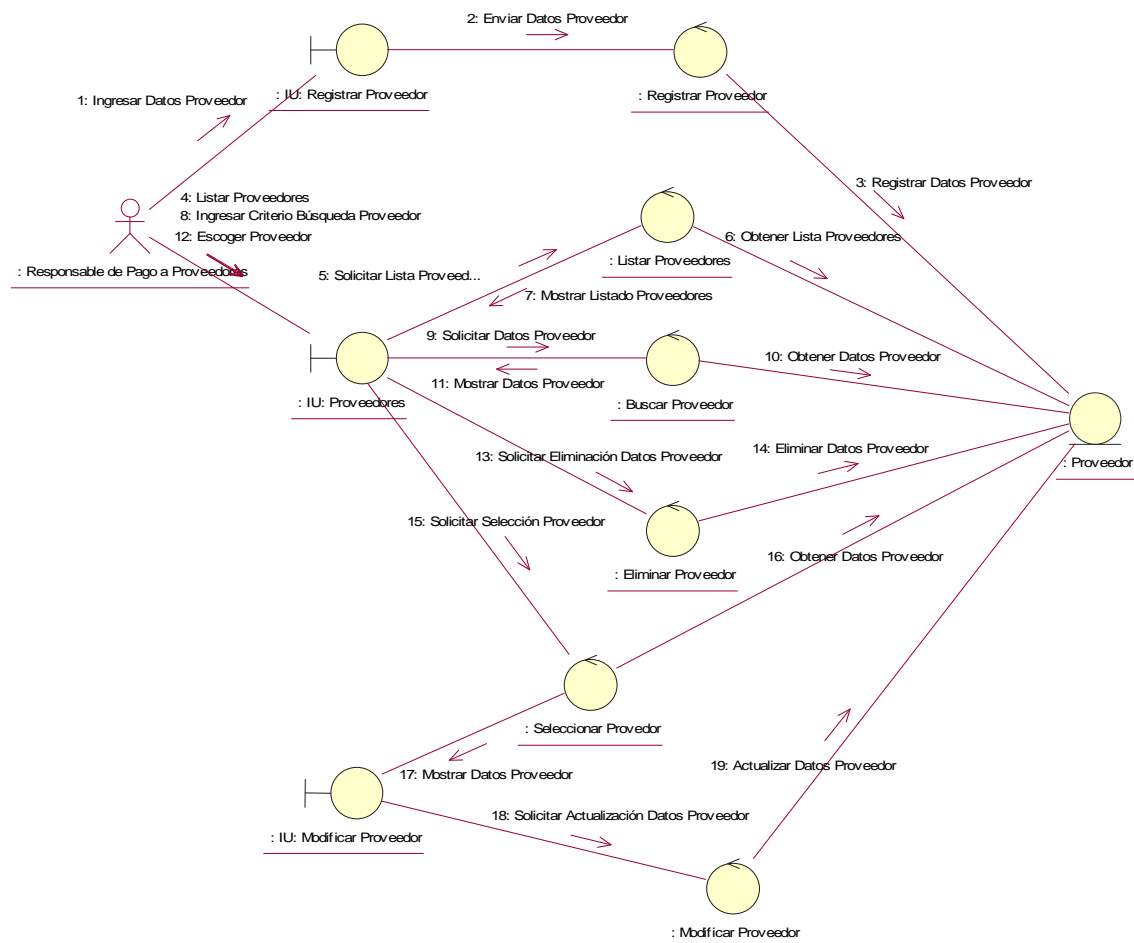 2: Enviar Datos Proveedor
1: Ingresar Datos Proveedor
: IU: Registrar Proveedor
: Registrar Proveedor
3: Registrar Datos Proveedor
4: Listar Proveedores
8: Ingresar Criterio Búsqueda Proveedor
12: Escoger Proveedor
6: Obtener Lista Proveedores
: Listar Proveedores
: Responsable de Pago a Proveedores
5: Solicitar Lista Proveed...
7: Mostrar Listado Proveedores
9: Solicitar Datos Proveedor
10: Obtener Datos Proveedor
11: Mostrar Datos Proveedor
: IU: Proveedores
: Buscar Proveedor
13: Solicitar Eliminación Datos Proveedor
14: Eliminar Datos Proveedor
: Proveedor
15: Solicitar Selección Proveedor
16: Obtener Datos Proveedor
: Eliminar Proveedor
: Seleccionar Provedor
17: Mostrar Datos Proveedor
19: Actualizar Datos Proveedor
18: Solicitar Actualización Datos Proveedor
: IU: Modificar Proveedor
: Modificar Proveedor